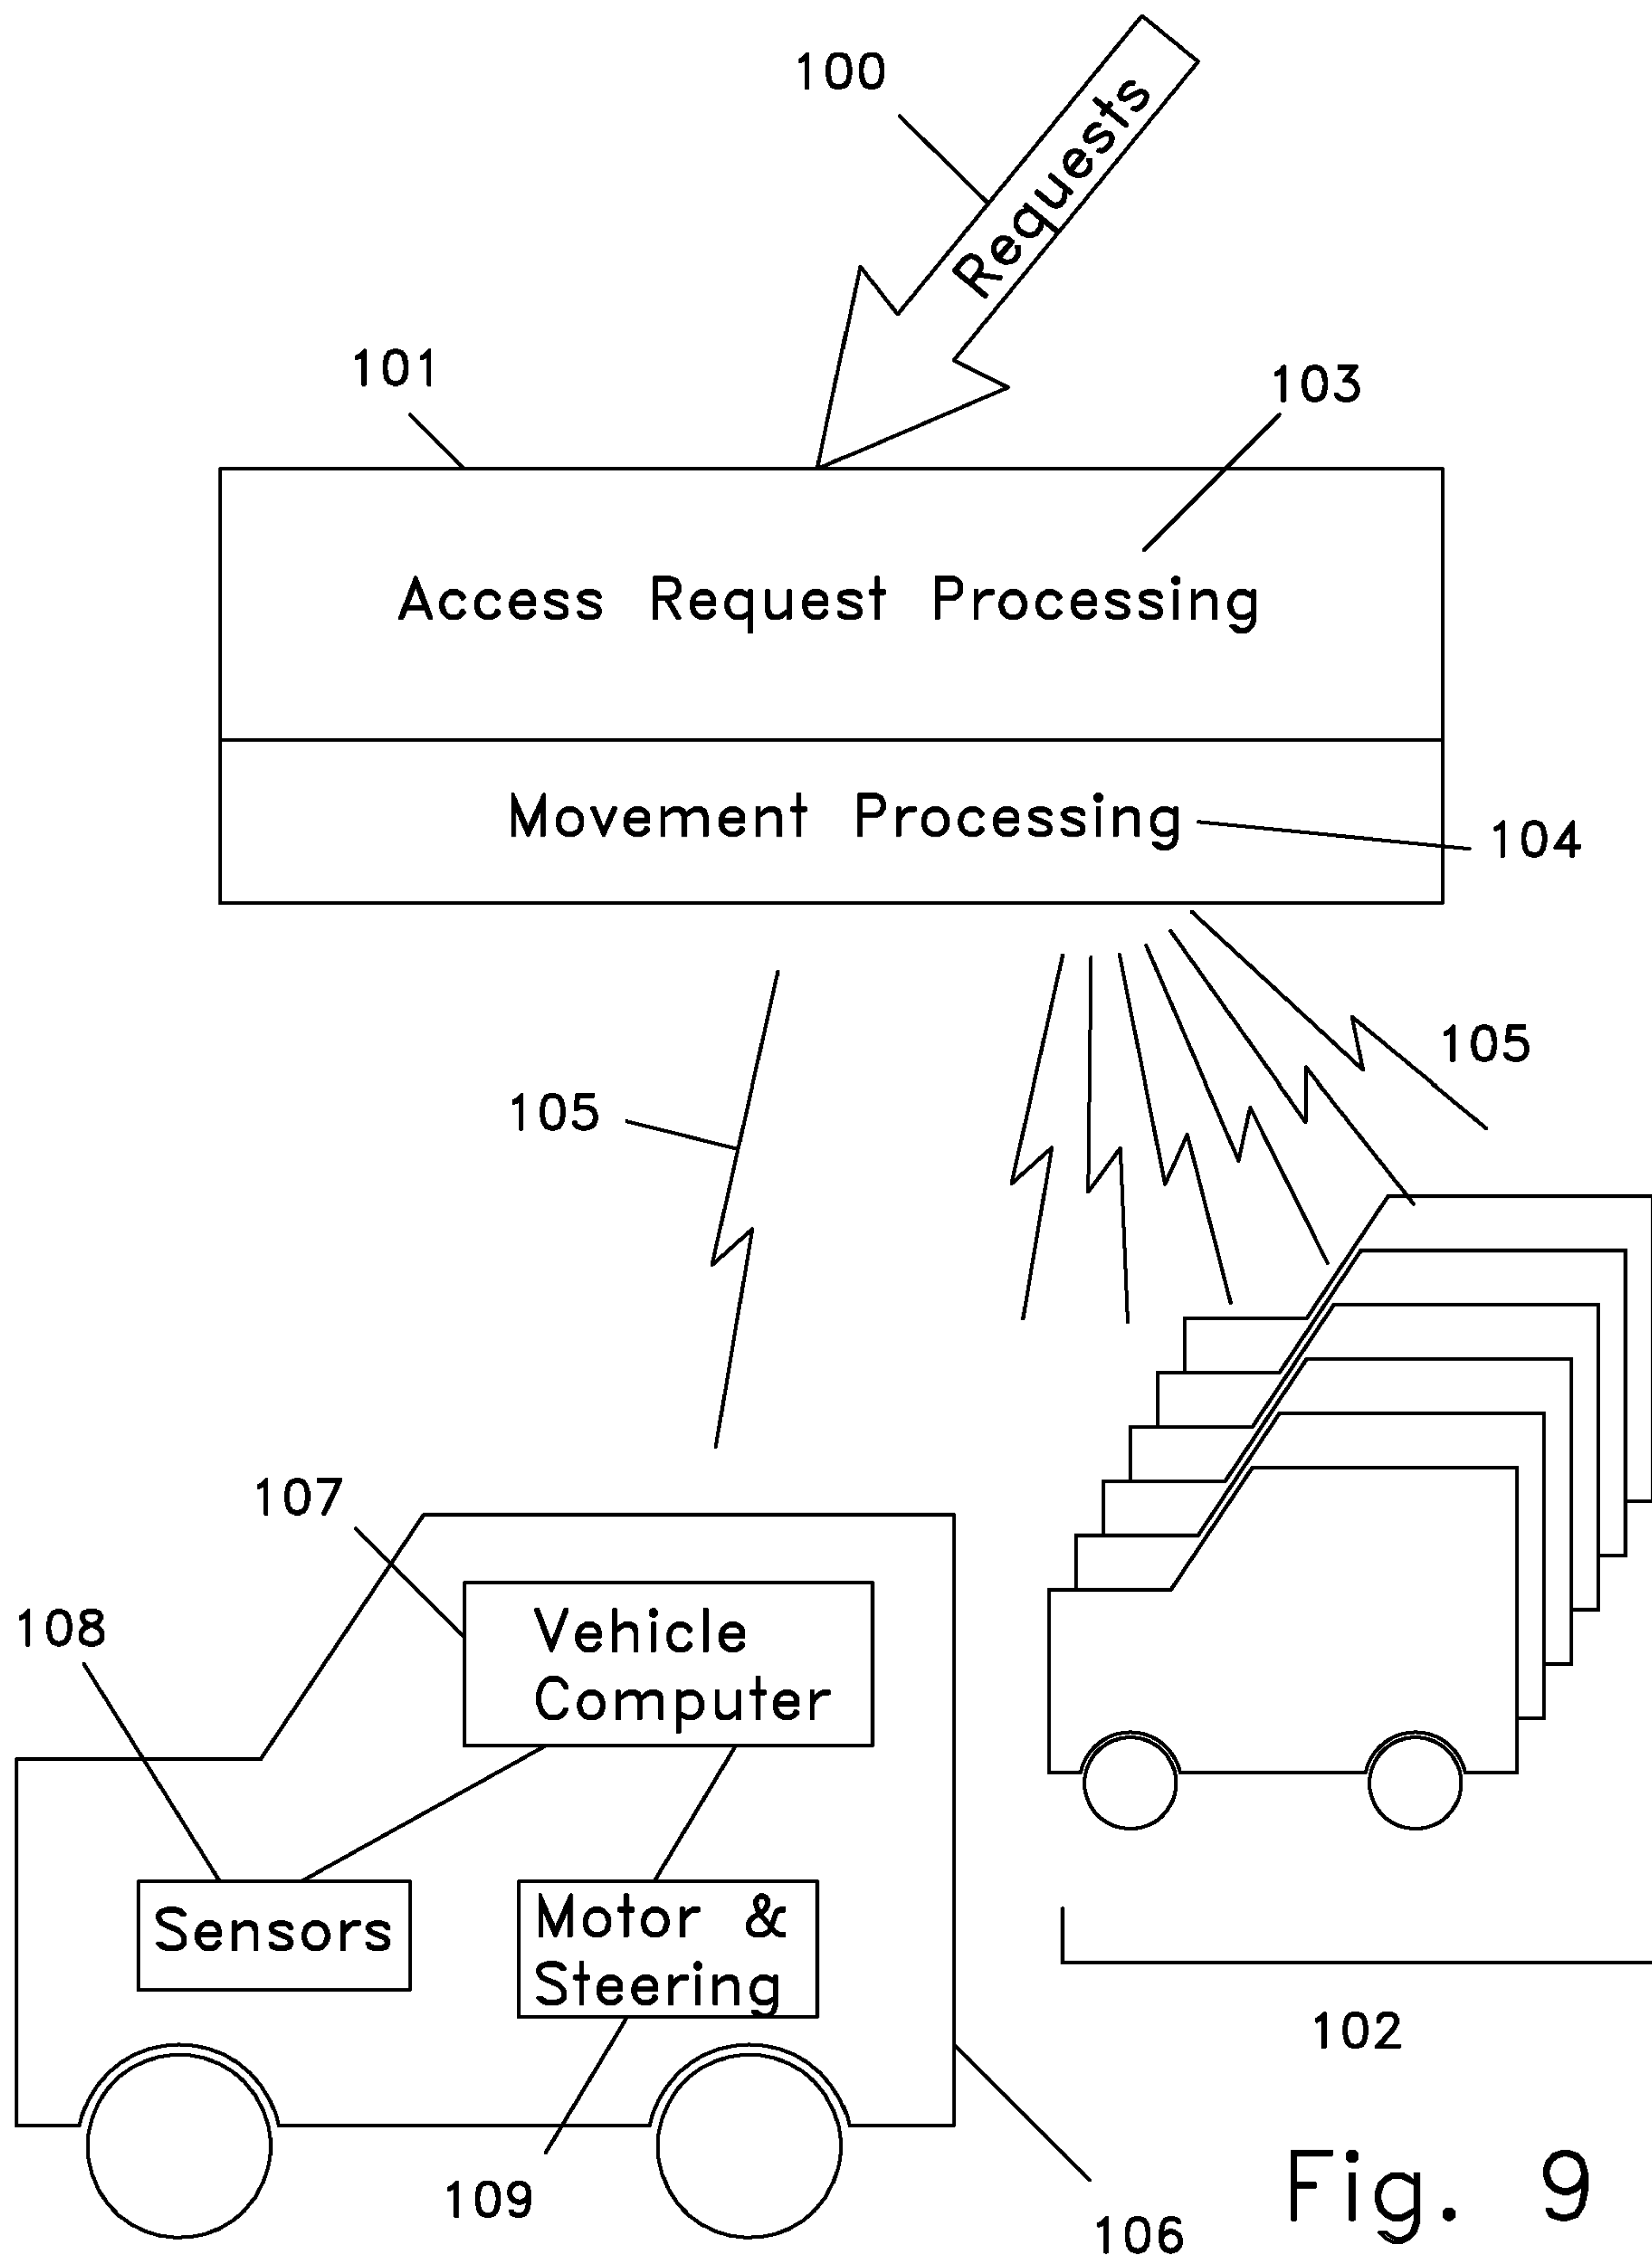 100
Requests
101
103
Access Request Processing
Movement Processing
104
105
105
107
Vehicle
Computer
108
Sensors
Motor &
Steering
102
109
106
Fig. 9